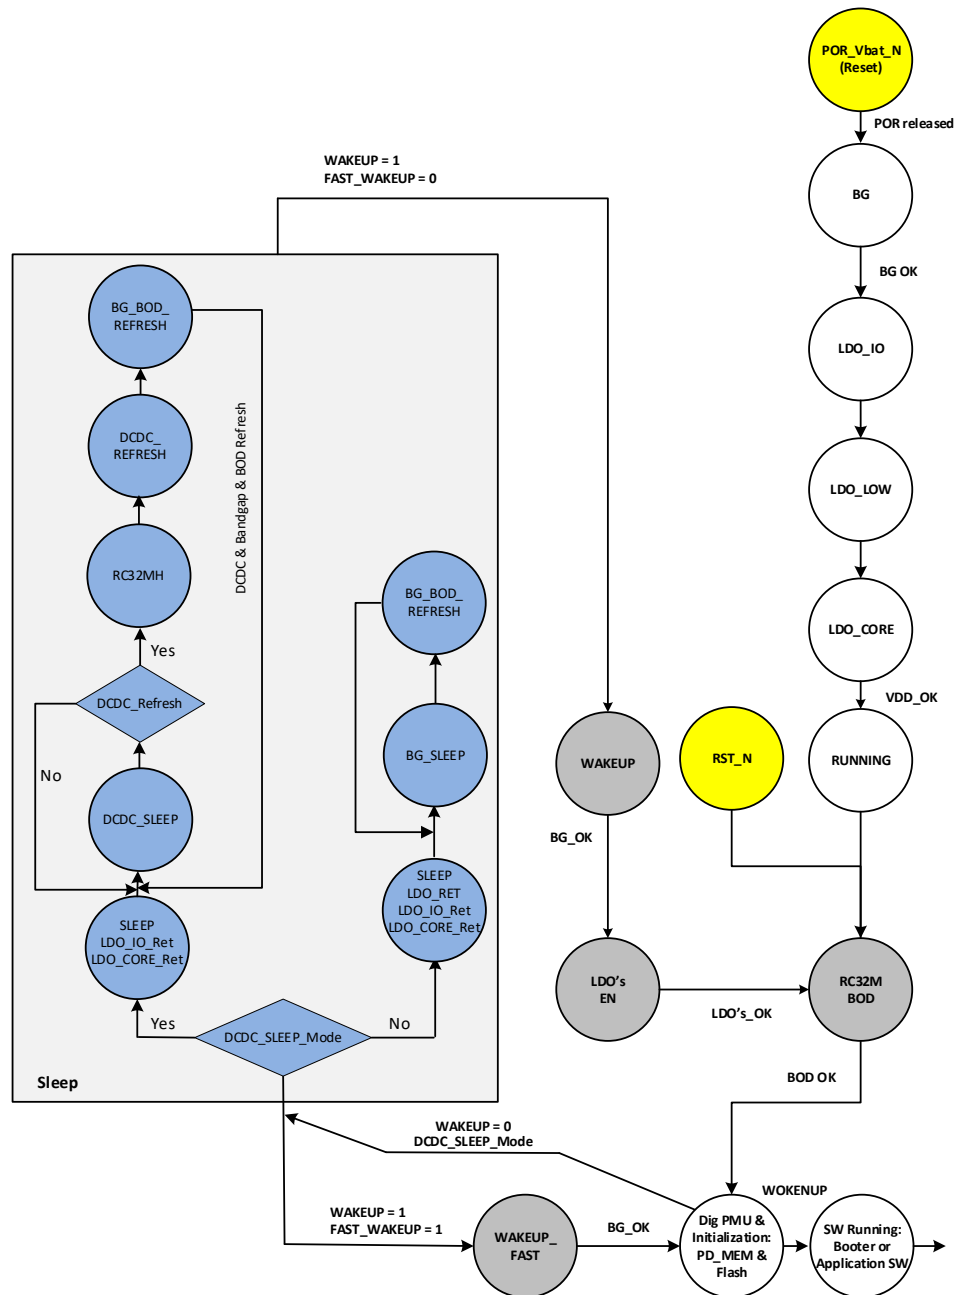 POR_Vbat_N
(Reset)
POR released
WAKEUP = 1
FAST_WAKEUP = 0
BG
BG OK
BG_BOD_
REFRESH
LDO_IO
DCDC_
REFRESH
DCDC & Bandgap & BOD Refresh
LDO_LOW
RC32MH
BG_BOD_
REFRESH
LDO_CORE
Yes
DCDC_Refresh
VDD_OK
No
BG_SLEEP
WAKEUP
RST_N
RUNNING
DCDC_SLEEP
BG_OK
SLEEP
LDO_RET
LDO_IO_Ret
LDO_CORE_Ret
SLEEP
LDO_IO_Ret
LDO_CORE_Ret
LDO's
EN
LDO's_OK
RC32M
BOD
Yes
No
DCDC_SLEEP_Mode
Sleep
BOD OK
WAKEUP = 0
DCDC_SLEEP_Mode
WOKENUP
WAKEUP = 1
FAST_WAKEUP = 1
WAKEUP_
FAST
BG_OK
Dig PMU &
Initialization:
PD_MEM &
Flash
SW Running:
Booter or
Application SW